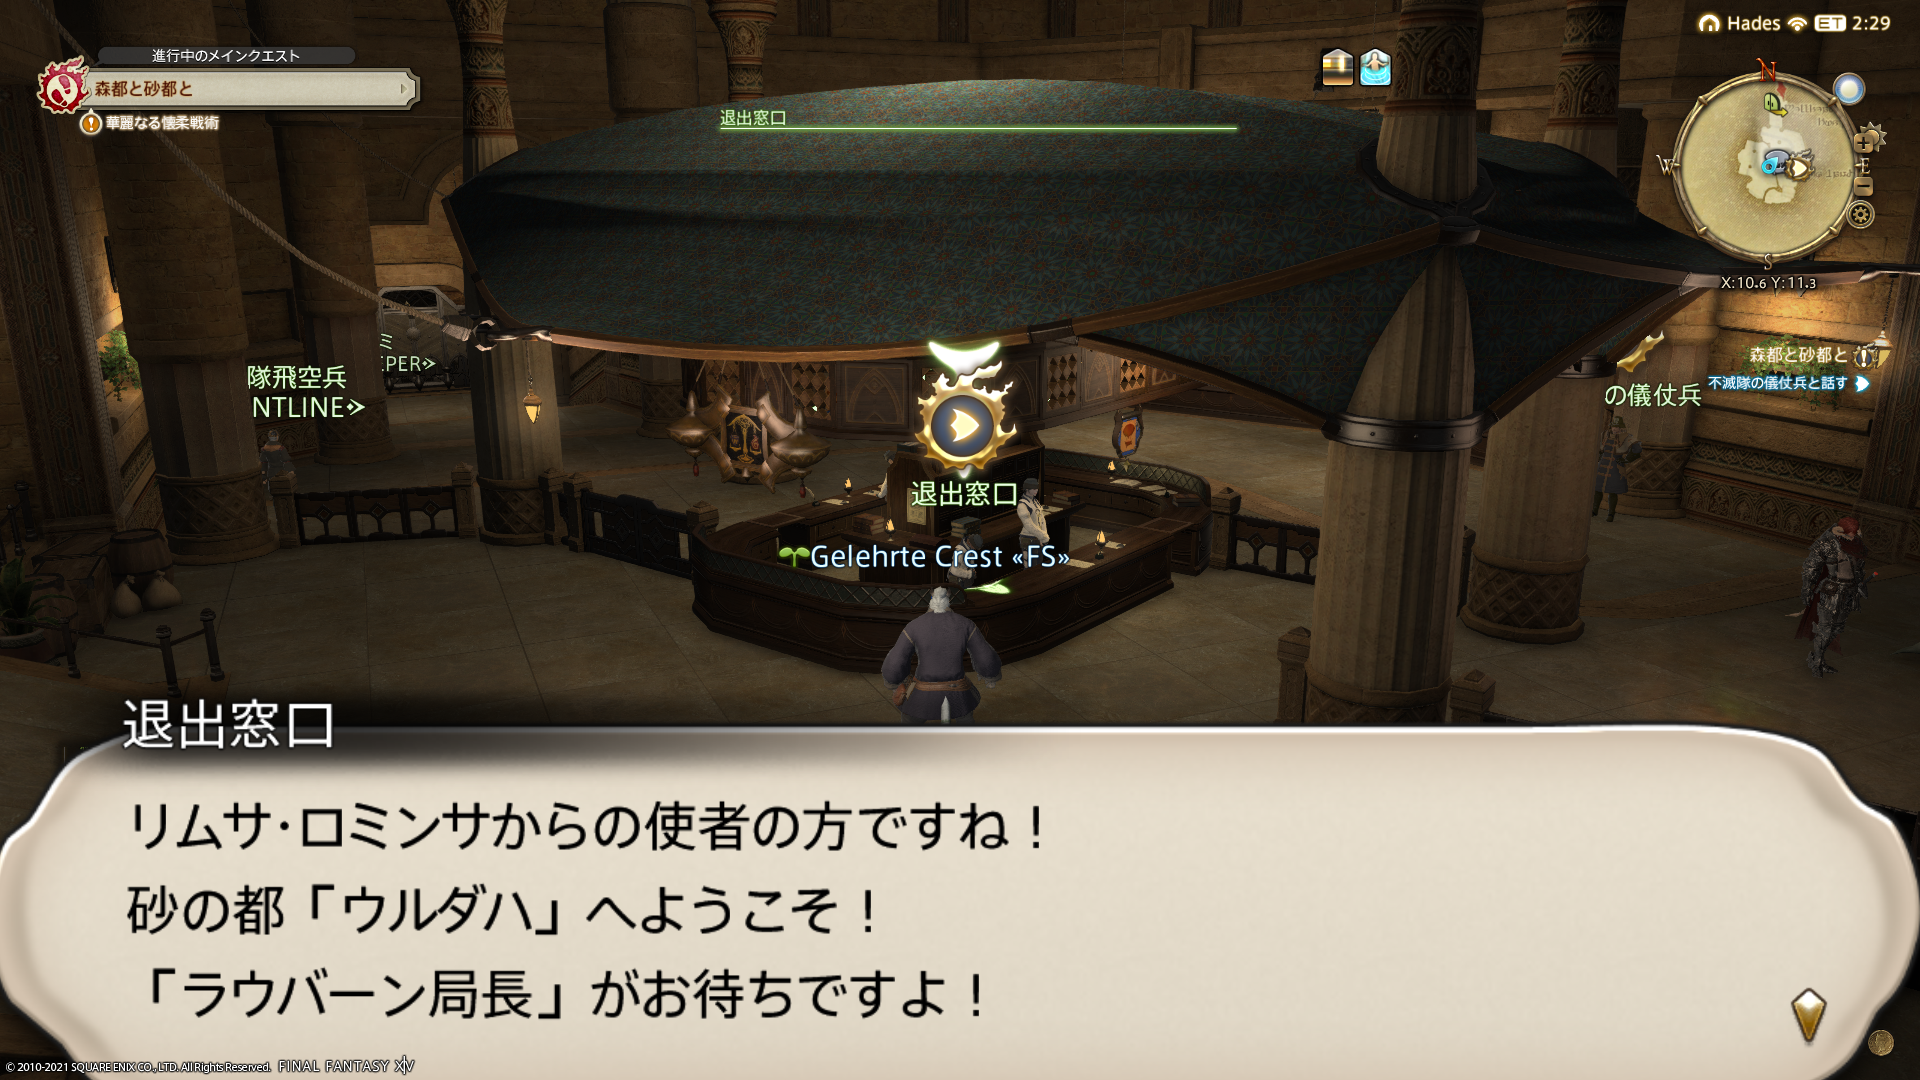 進行中のメインクエスト
森都と砂都と
華麗なる懐柔戦術
退出窓口
Hades ET 2:29
N
W
E
S
X:10.6 Y:11.3
森都と砂都と
不滅隊の儀仗兵と話す
の儀仗兵
ミ
隊飛空兵
NTLINE
退出窓口
Gelehrte Crest «FS»
退出窓口
リムサ・ロミンサからの使者の方ですね！
砂の都「ウルダハ」へようこそ！
「ラウバーン局長」がお待ちですよ！
© 2010-2021 SQUARE ENIX CO., LTD. All Rights Reserved. FINAL FANTASY XIV